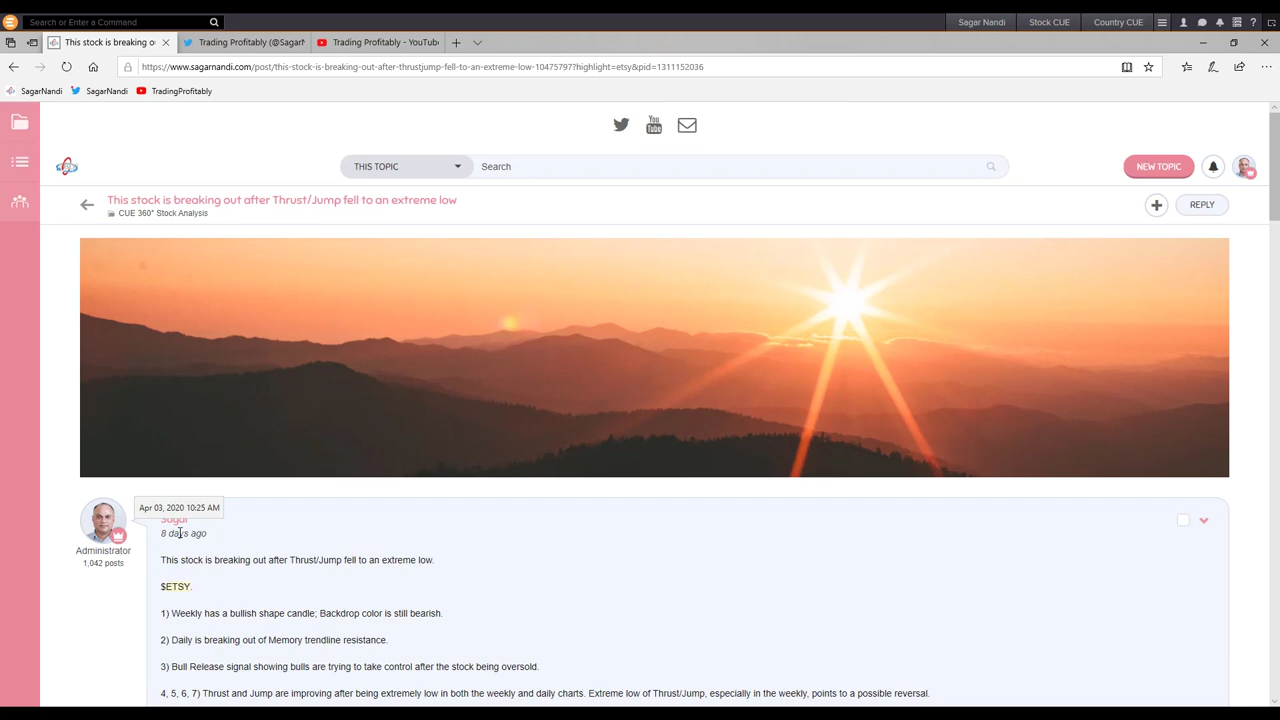 Search or Enter a Command
Sagar Nandi
Stock CUE
Country CUE
This stock is breaking o
Trading Profitably (@SagarN
Trading Profitably - YouTube
https://www.sagarnandi.com/post/this-stock-is-breaking-out-after-thrustjump-fell-to-an-extreme-low-10475797?highlight=etsy&pid=1311152036
SagarNandi
SagarNandi
TradingProfitably
You Tube
THIS TOPIC
Search
NEW TOPIC
This stock is breaking out after Thrust/Jump fell to an extreme low
CUE 360° Stock Analysis
REPLY
Apr 03, 2020 10:25 AM
Sagar
8 days ago
Administrator
1,042 posts
This stock is breaking out after Thrust/Jump fell to an extreme low.
$ETSY.
1) Weekly has a bullish shape candle; Backdrop color is still bearish.
2) Daily is breaking out of Memory trendline resistance.
3) Bull Release signal showing bulls are trying to take control after the stock being oversold.
4, 5, 6, 7) Thrust and Jump are improving after being extremely low in both the weekly and daily charts. Extreme low of Thrust/Jump, especially in the weekly, points to a possible reversal.